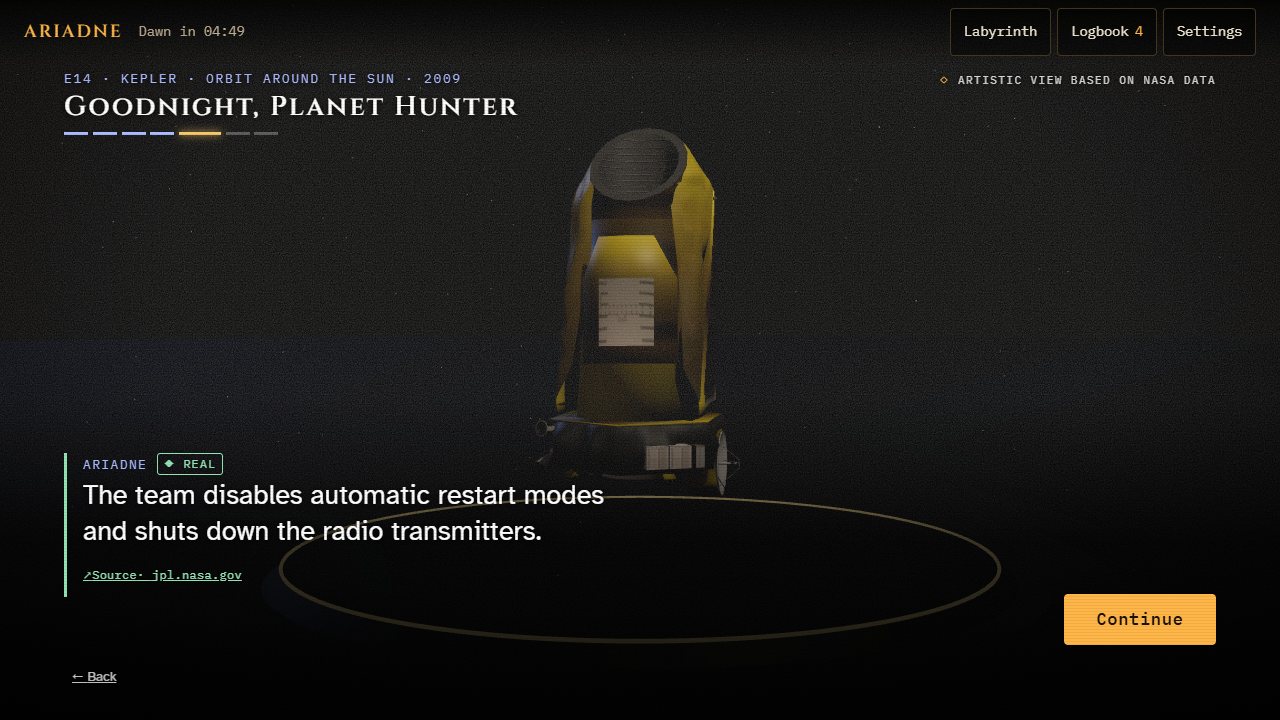 ARIADNE Dawn in 04:49 Labyrinth Logbook 4 Settings
E14 · KEPLER · ORBIT AROUND THE SUN · 2009
◇ ARTISTIC VIEW BASED ON NASA DATA
Goodnight, Planet Hunter
ARIADNE ◆ REAL
The team disables automatic restart modes
and shuts down the radio transmitters.
↗Source· jpl.nasa.gov
Continue
← Back